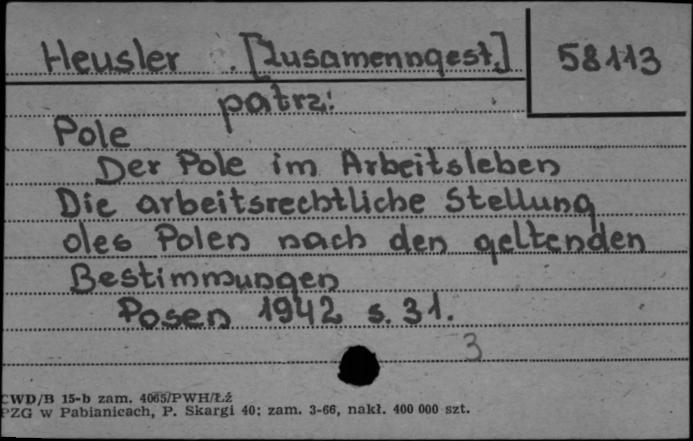 Heusler . [Zusamenngest.] 58113
patrz:
Pole
Der Pole im Arbeitsleben
Die arbeitsrechtliche Stellung
des Polen nach den geltenden
Bestimmungen
Posen 1942 s. 31.
3
CWD/B 15-b zam. 4065/PWH/Łź
PZG w Pabianicach, P. Skargi 40; zam. 3-66, nakł. 400 000 szt.